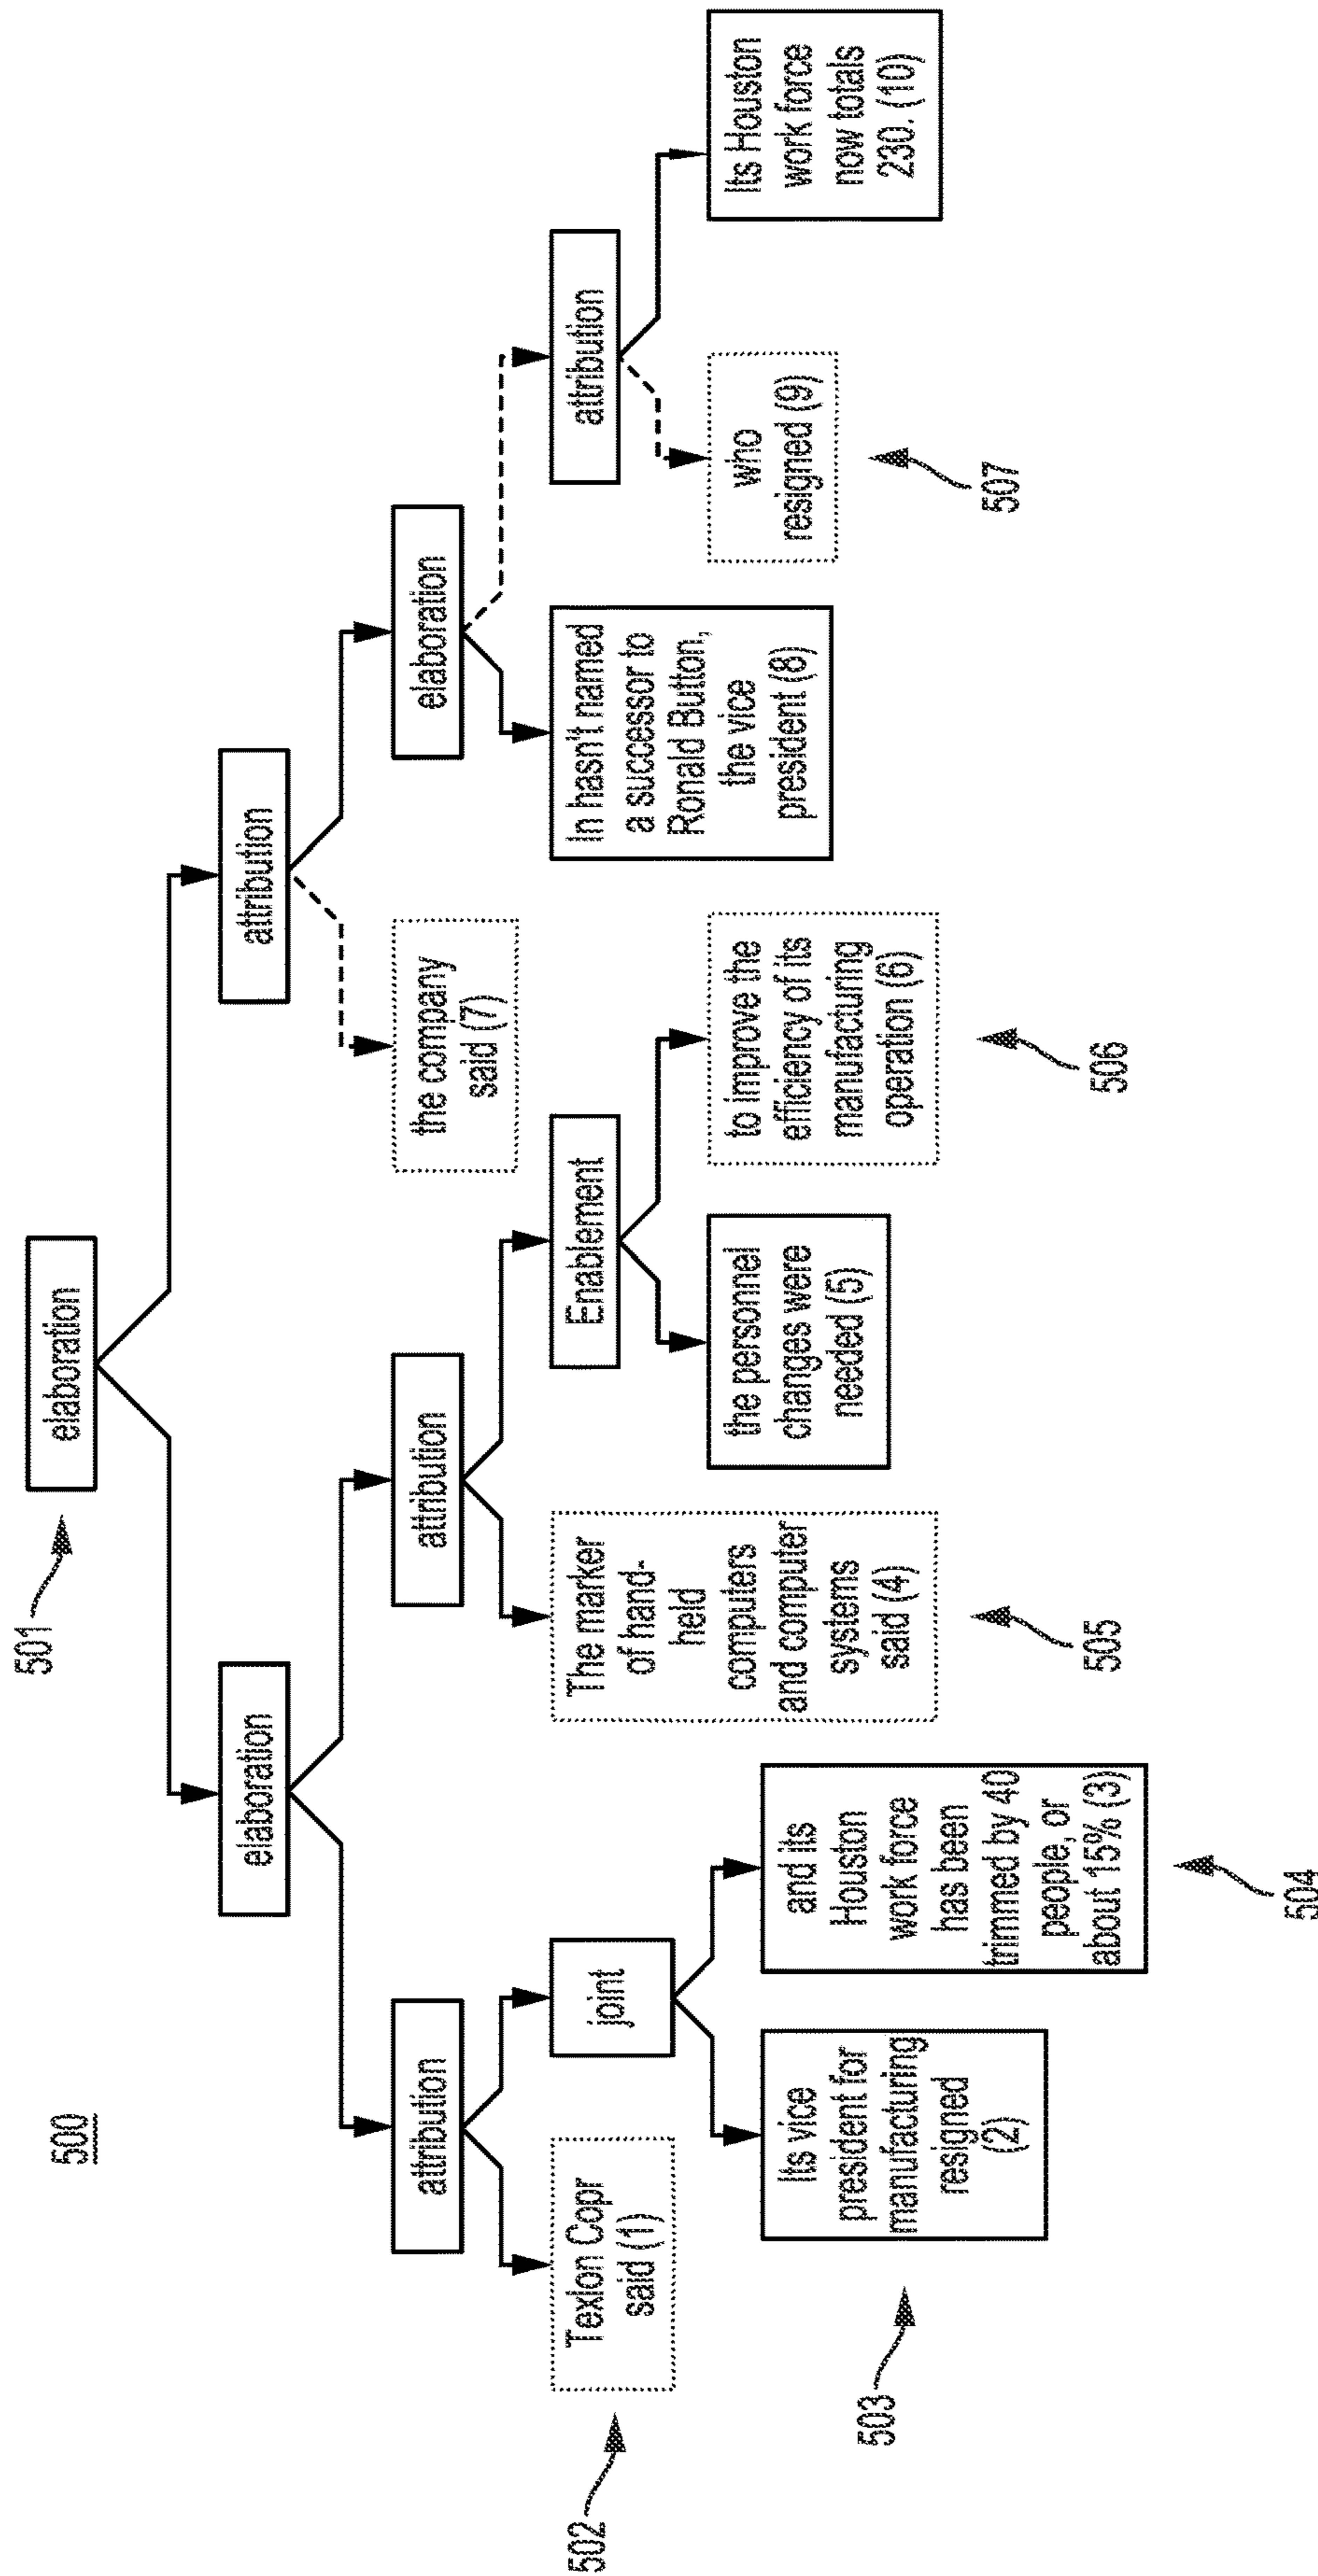 500
501
elaboration
elaboration
attribution
attribution
attribution
the company
said (7)
elaboration
502
Texlon Copr
said (1)
joint
The marker
of hand-
held
computers
and computer
systems
said (4)
Enablement
In hasn't named
a successor to
Ronald Button,
the vice
president (8)
attribution
503
Its vice
president for
manufacturing
resigned
(2)
and its
Houston
work force
has been
trimmed by 40
people, or
about 15% (3)
504
505
the personnel
changes were
needed (5)
to improve the
efficiency of its
manufacturing
operation (6)
506
who
resigned (9)
507
Its Houston
work force
now totals
230. (10)